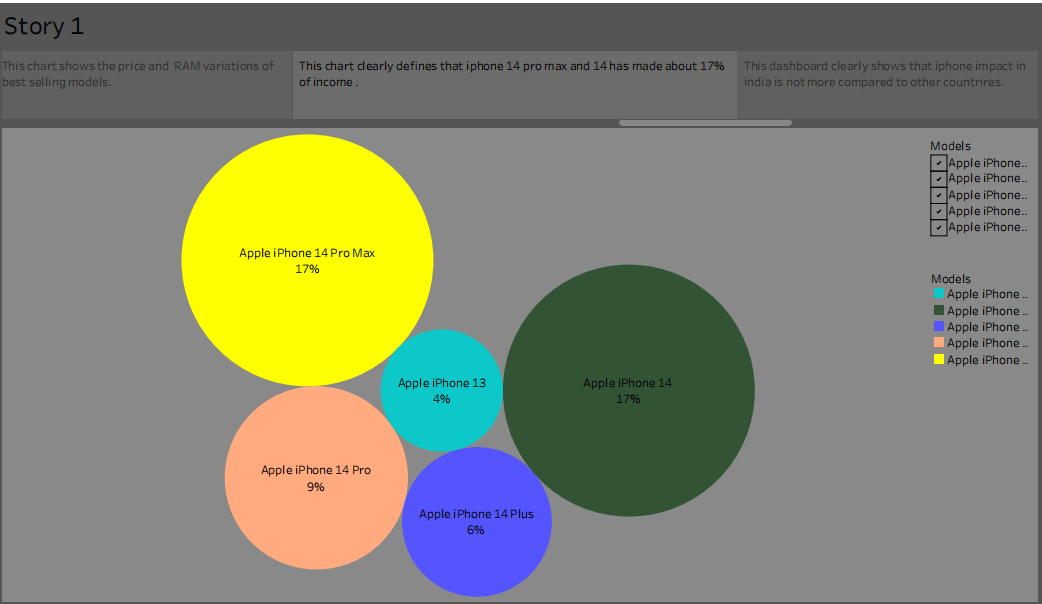 Story 1
This chart shows the price and  RAM variations of
best selling models.
This chart clearly defines that iphone 14 pro max and 14 has made about 17%
of income .
This dashboard clearly shows that iphone impact in
india is not more compared to other countrires.
Apple iPhone 14 Pro Max
17%
Apple iPhone 13
4%
Apple iPhone 14
17%
Apple iPhone 14 Pro
9%
Apple iPhone 14 Plus
6%
Models
Apple iPhone..
Apple iPhone..
Apple iPhone..
Apple iPhone..
Apple iPhone..
Models
Apple iPhone ..
Apple iPhone ..
Apple iPhone ..
Apple iPhone ..
Apple iPhone ..